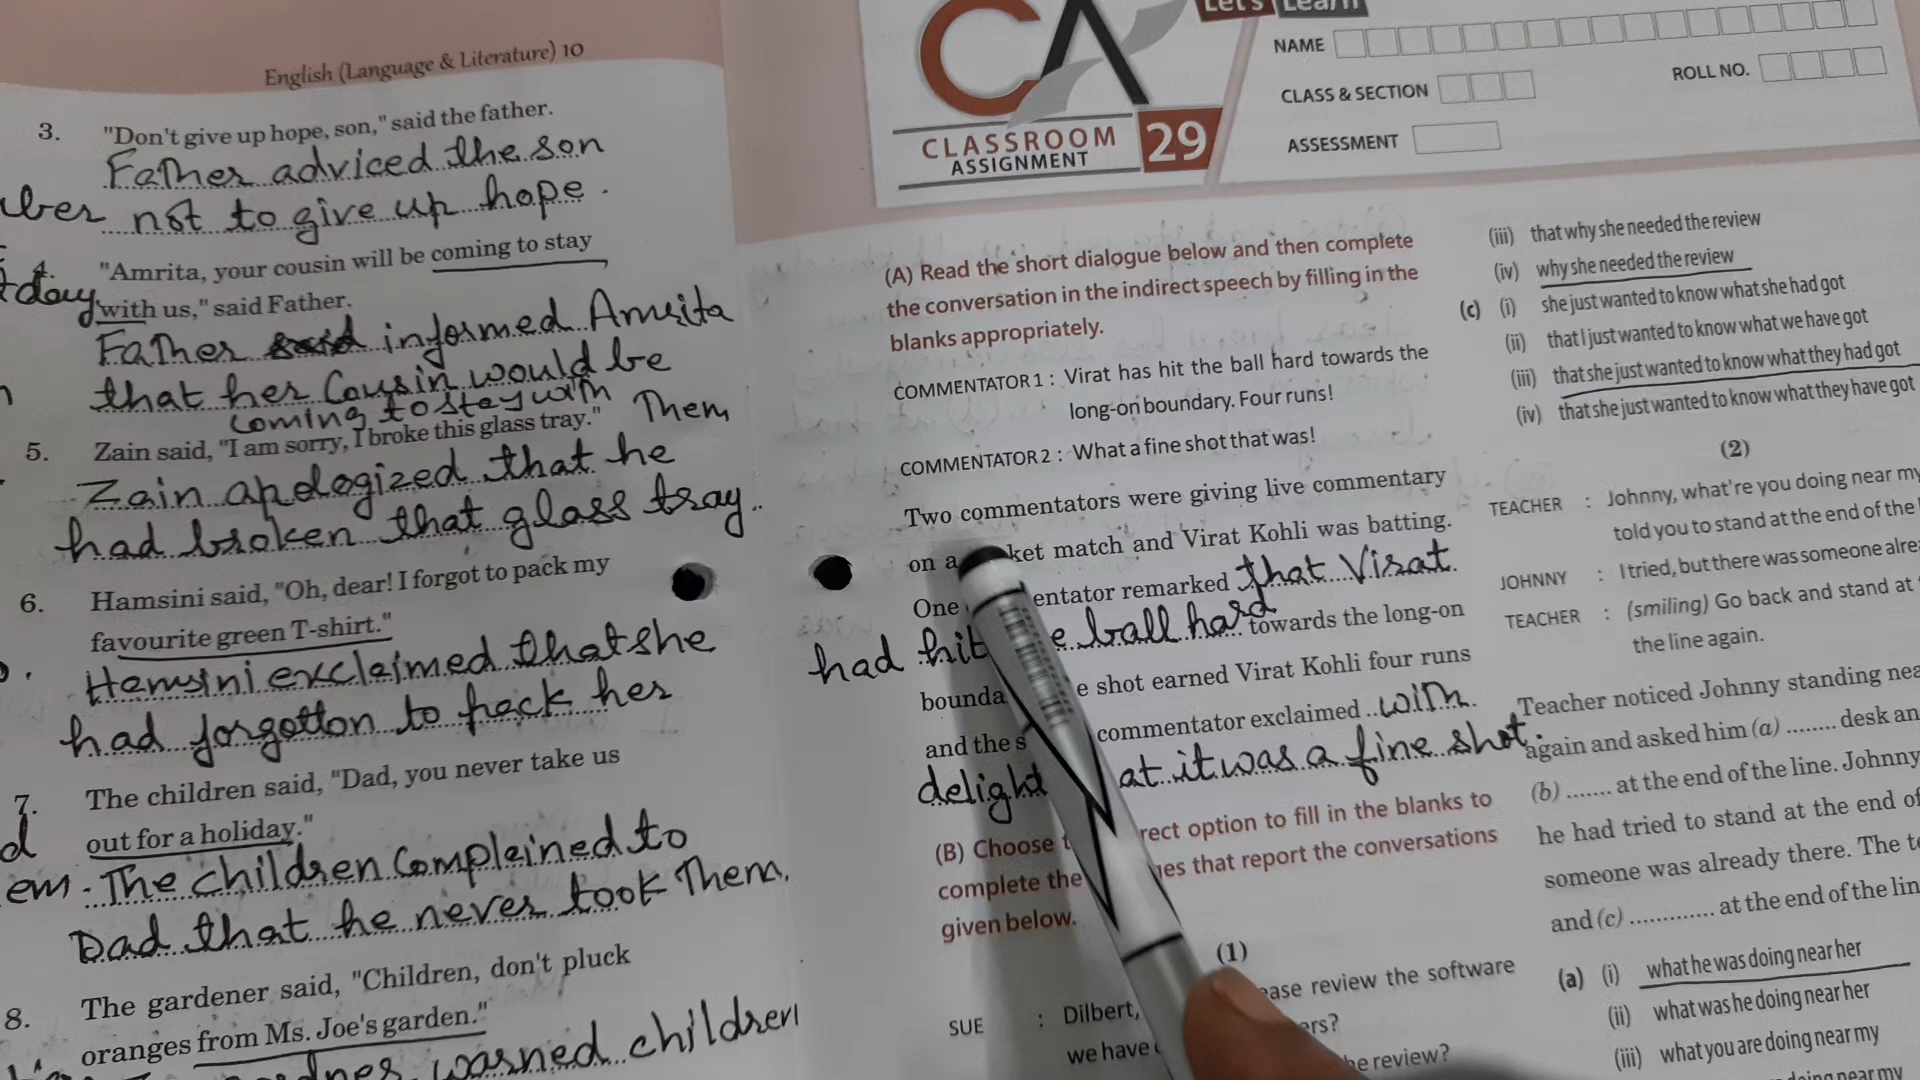 English (Language & Literature) 10
3. "Don't give up hope, son," said the father.
Father adviced the son
not to give up hope.
4. "Amrita, your cousin will be coming to stay
day
with us," said Father.
Father informed Amrita
that her Cousin would be
coming to stay with
Them
5. Zain said, "I am sorry, I broke this glass tray."
Zain apologized that he
had broken that glass tray.
6. Hamsini said, "Oh, dear! I forgot to pack my
favourite green T-shirt."
Hamsini exclaimed that she
had forgotton to pack her
7. The children said, "Dad, you never take us
out for a holiday."
The children complained to
Dad that he never took Them.
8. The gardener said, "Children, don't pluck
oranges from Ms. Joe's garden."
warned children
Let's Learn
CA
CLASSROOM
ASSIGNMENT
29
NAME
CLASS & SECTION
ROLL NO.
ASSESSMENT
(A) Read the short dialogue below and then complete
the conversation in the indirect speech by filling in the
blanks appropriately.
COMMENTATOR 1 : Virat has hit the ball hard towards the
long-on boundary. Four runs!
COMMENTATOR 2 : What a fine shot that was!
Two commentators were giving live commentary
on a match and Virat Kohli was batting.
One remarked that Virat
had hit ball hard towards the long-on
shot earned Virat Kohli four runs
and the commentator exclaimed with
delight it was a fine shot.
(B) Choose option to fill in the blanks to
complete the that report the conversations
given below.
(1)
SUE : Dilbert, review the software
we have
the review?
(iii) that why she needed the review
(iv) why she needed the review
(c) (i) she just wanted to know what she had got
(ii) that I just wanted to know what we have got
(iii) that she just wanted to know what they had got
(iv) that she just wanted to know what they have got
(2)
TEACHER : Johnny, what're you doing near my
told you to stand at the end of the
JOHNNY : I tried, but there was someone
TEACHER : (smiling) Go back and stand at
the line again.
Teacher noticed Johnny standing
again and asked him (a) ........ desk
(b) ....... at the end of the line. Johnny
he had tried to stand at the end of
someone was already there. The
and (c) ............. at the end of the
(a) (i) what he was doing near her
(ii) what was he doing near her
(iii) what you are doing near my
doing near my